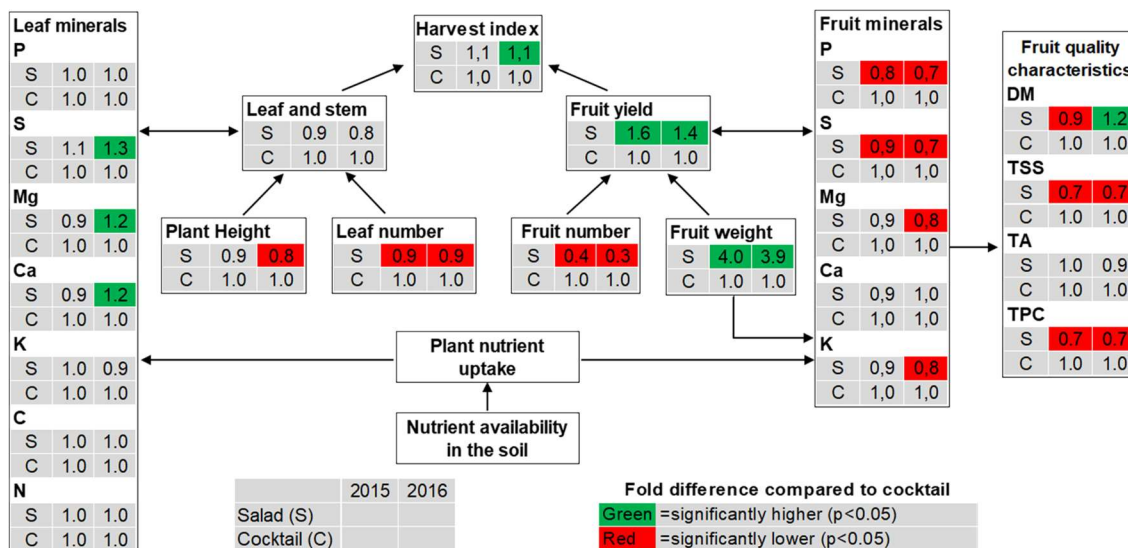 Leaf minerals
P
S 1.0 1.0
C 1.0 1.0
S
S 1.1 1.3
C 1.0 1.0
Mg
S 0.9 1.2
C 1.0 1.0
Ca
S 0.9 1.2
C 1.0 1.0
K
S 1.0 0.9
C 1.0 1.0
C
S 1.0 1.0
C 1.0 1.0
N
S 1.0 1.0
C 1.0 1.0
Harvest index
S 1,1 1,1
C 1,0 1,0
Leaf and stem
S 0.9 0.8
C 1.0 1.0
Fruit yield
S 1.6 1.4
C 1.0 1.0
Plant Height
S 0.9 0.8
C 1.0 1.0
Leaf number
S 0.9 0.9
C 1.0 1.0
Fruit number
S 0.4 0.3
C 1.0 1.0
Fruit weight
S 4.0 3.9
C 1.0 1.0
Plant nutrient
uptake
Nutrient availability
in the soil
Fruit minerals
P
S 0,8 0,7
C 1,0 1,0
S
S 0,9 0,7
C 1,0 1,0
Mg
S 0,9 0,8
C 1,0 1,0
Ca
S 0,9 1,0
C 1,0 1,0
K
S 0,9 0,8
C 1,0 1,0
Fruit quality
characteristics
DM
S 0.9 1.2
C 1.0 1.0
TSS
S 0.7 0.7
C 1.0 1.0
TA
S 1.0 0.9
C 1.0 1.0
TPC
S 0.7 0.7
C 1.0 1.0
2015 2016
Salad (S)
Cocktail (C)
Fold difference compared to cocktail
Green =significantly higher (p<0.05)
Red =significantly lower (p<0.05)